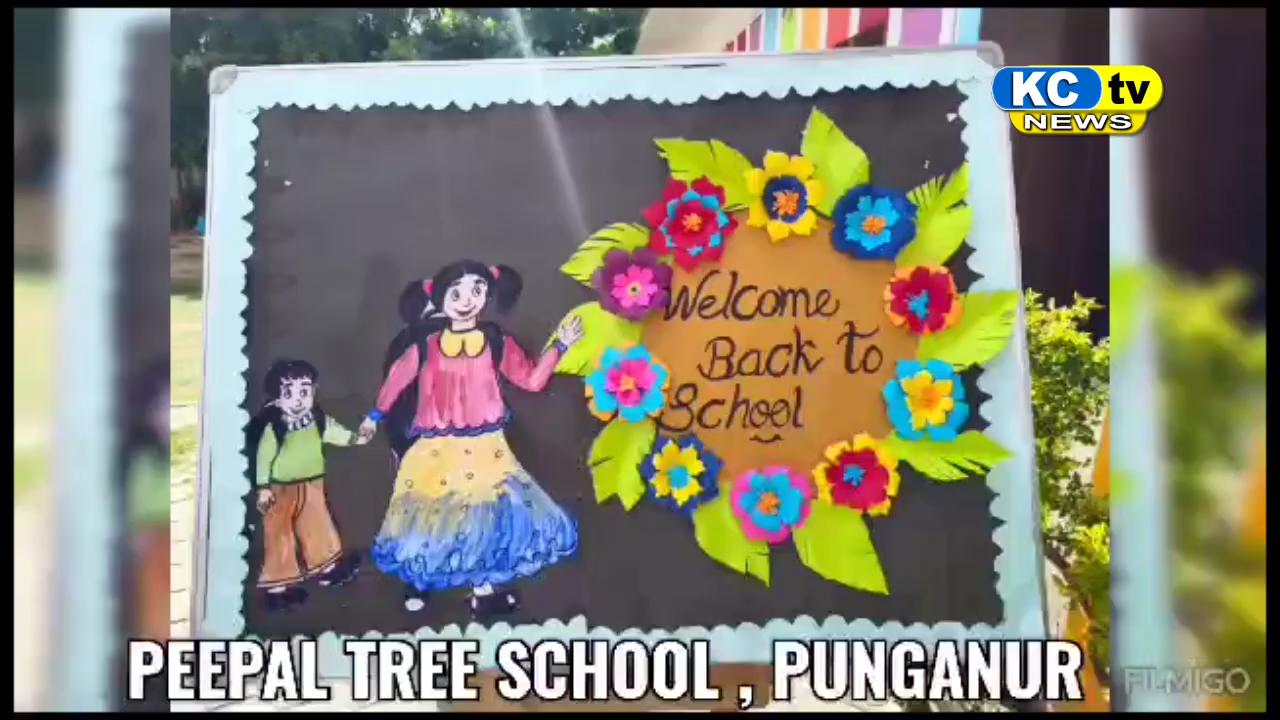 KC tv
NEWS
Welcome
Back to
School
PEEPAL TREE SCHOOL , PUNGANUR
FILMIGO